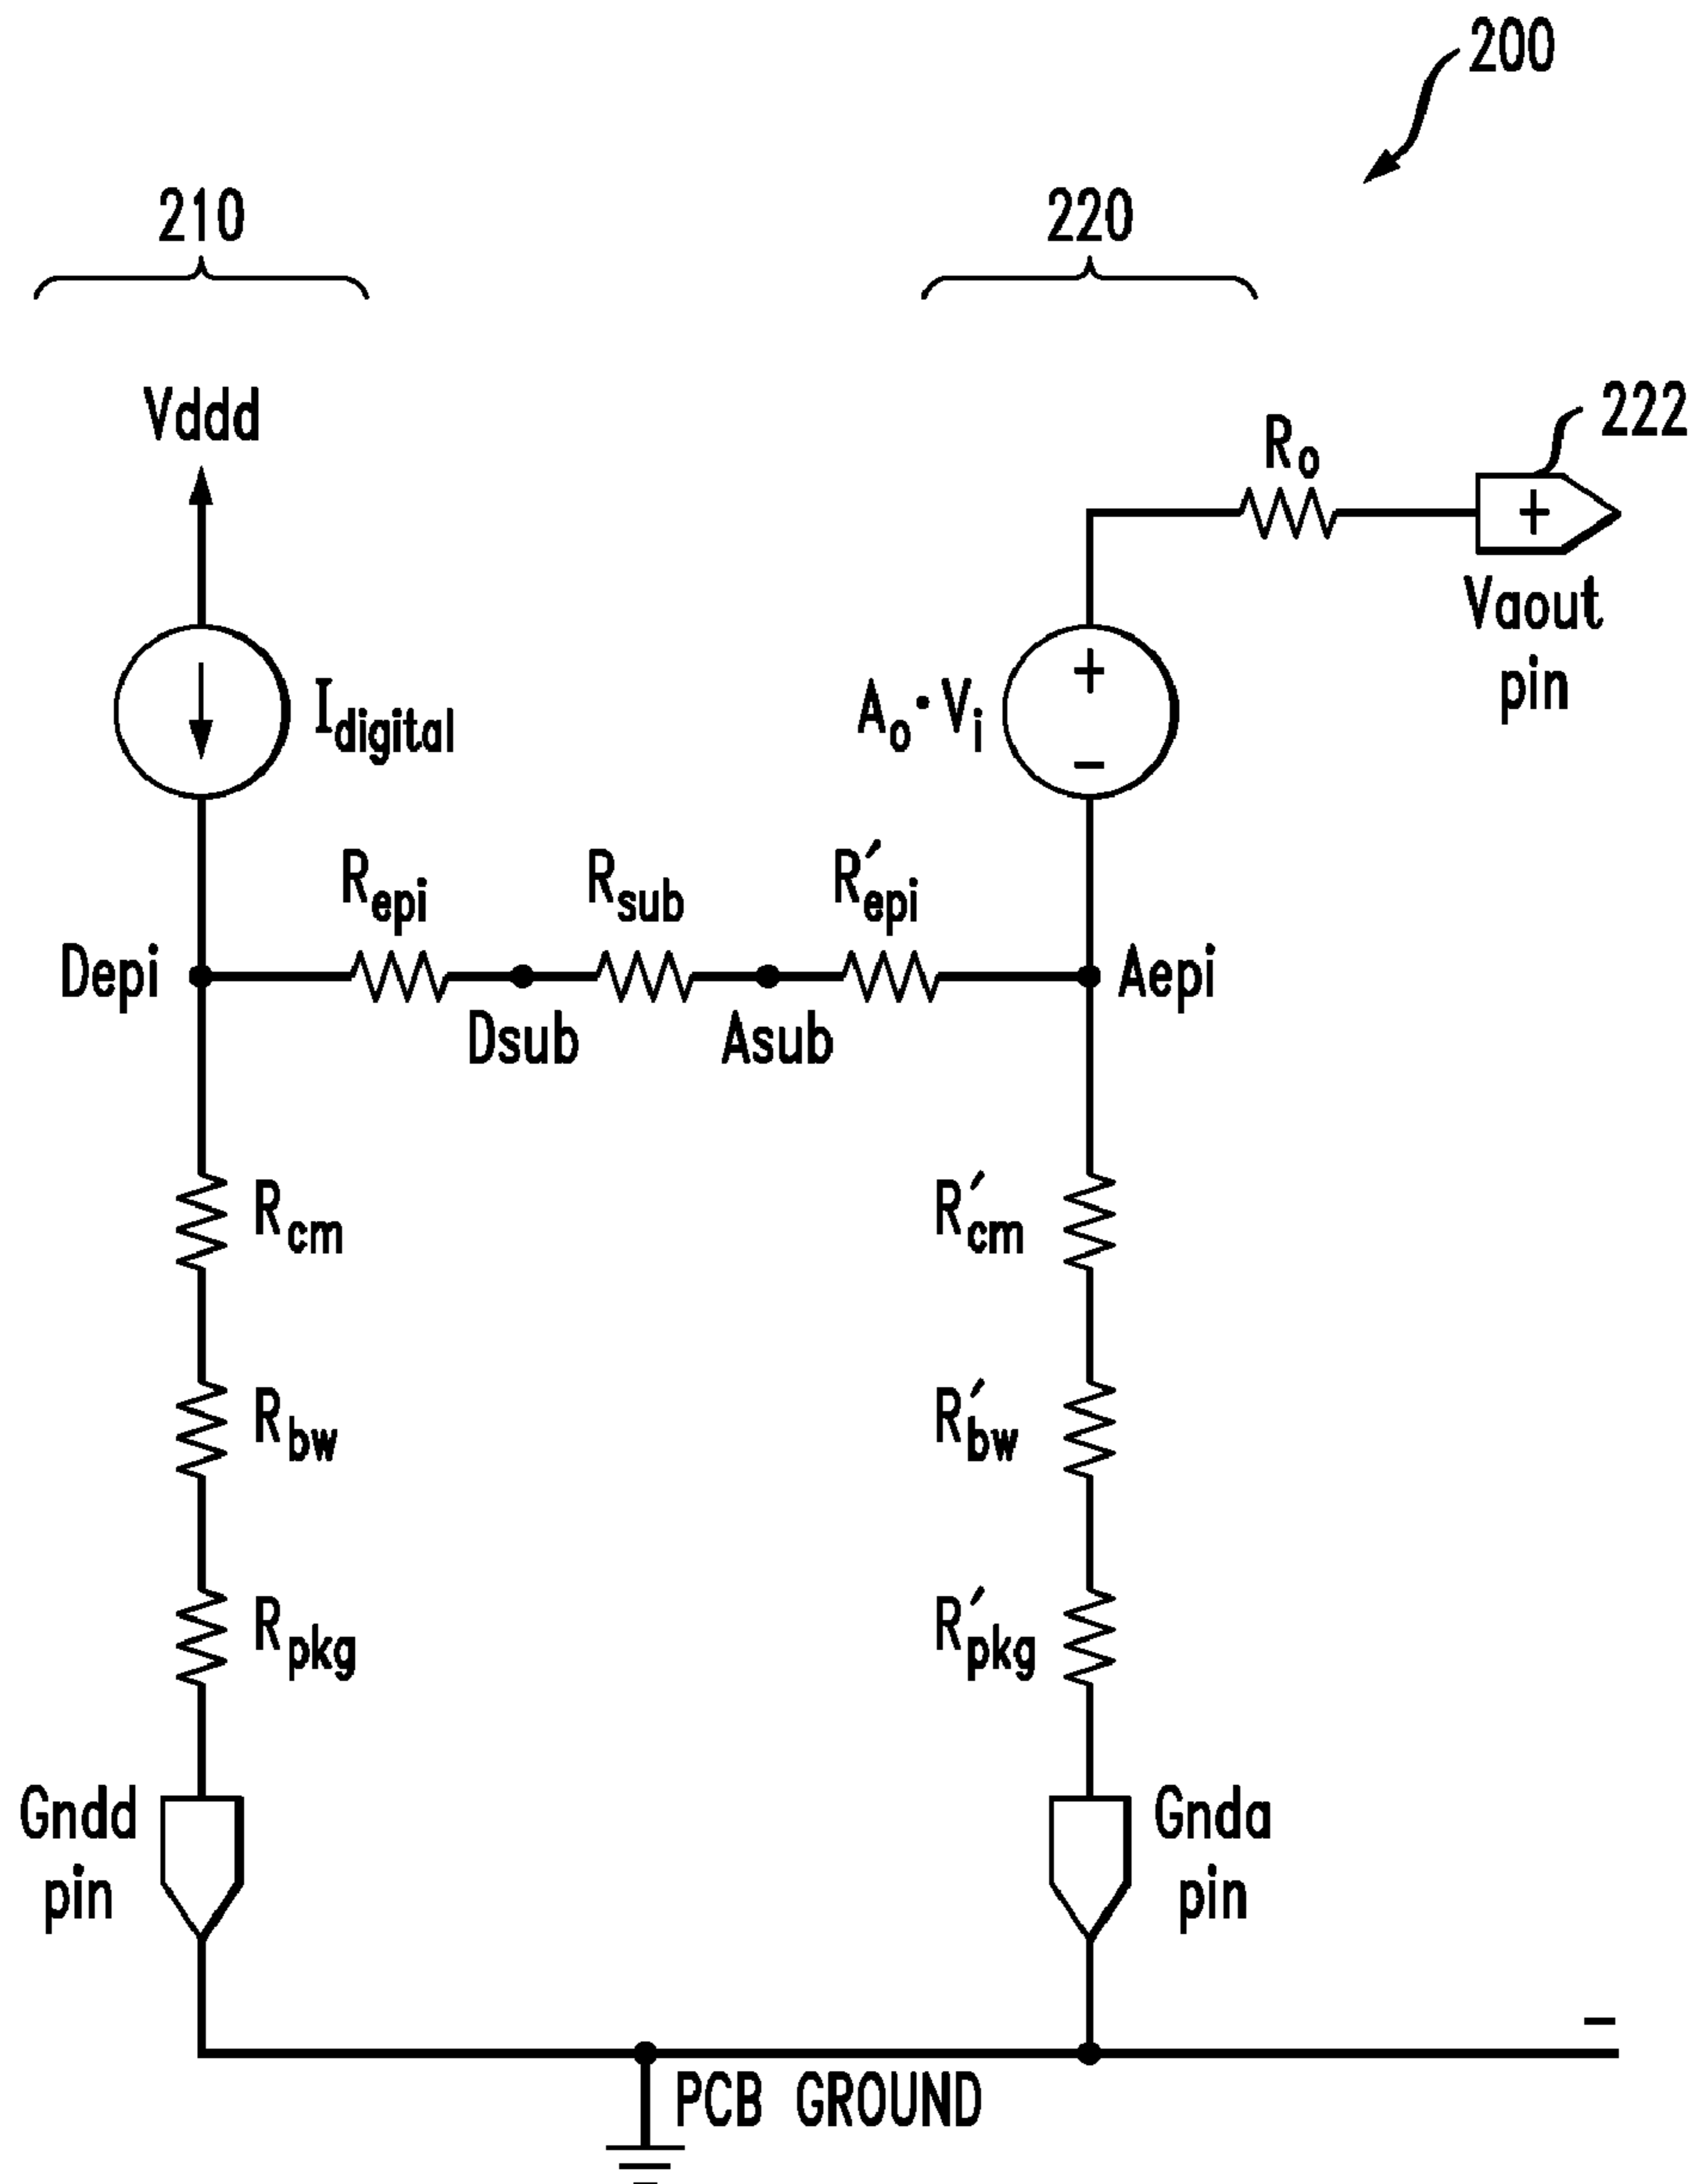 200
210
220
Vddd
222
Ro
+
Vaout
pin
Idigital
Ao·Vi
+
−
Repi
Rsub
R′epi
Depi
Aepi
Dsub
Asub
Rcm
R′cm
Rbw
R′bw
Rpkg
R′pkg
Gndd
pin
Gnda
pin
−
PCB GROUND